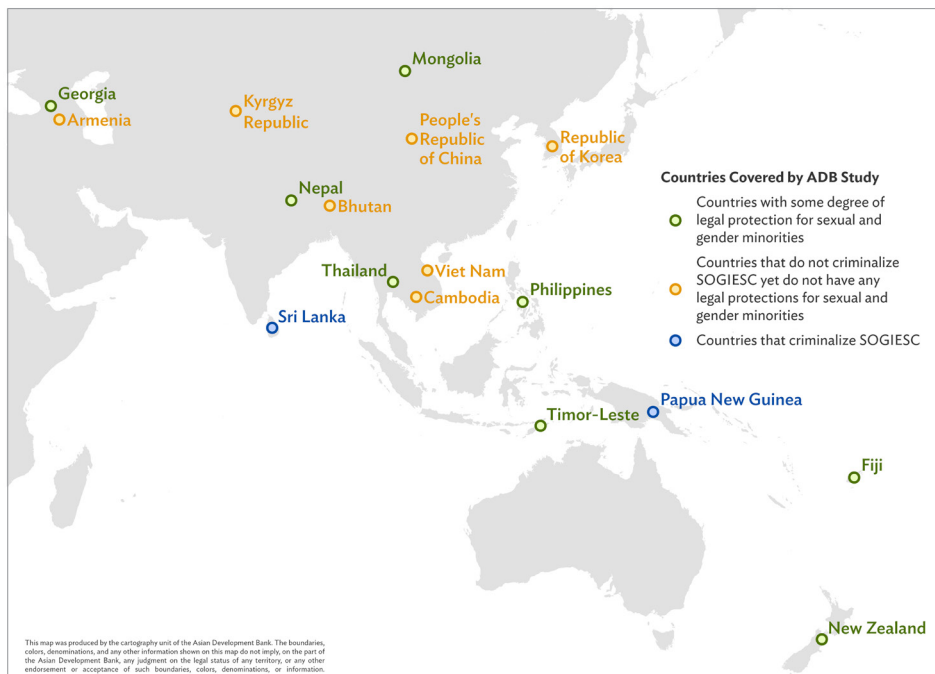 Mongolia
Georgia
Armenia
Kyrgyz
Republic
People's
Republic
of China
Republic
of Korea
Nepal
Bhutan
Thailand
Viet Nam
Cambodia
Philippines
Sri Lanka
Papua New Guinea
Timor-Leste
Fiji
New Zealand
Countries Covered by ADB Study
Countries with some degree of
legal protection for sexual and
gender minorities
Countries that do not criminalize
SOGIESC yet do not have any
legal protections for sexual and
gender minorities
Countries that criminalize SOGIESC
This map was produced by the cartography unit of the Asian Development Bank. The boundaries,
colors, denominations, and any other information shown on this map do not imply, on the part of
the Asian Development Bank, any judgment on the legal status of any territory, or any other
endorsement or acceptance of such boundaries, colors, denominations, or information.